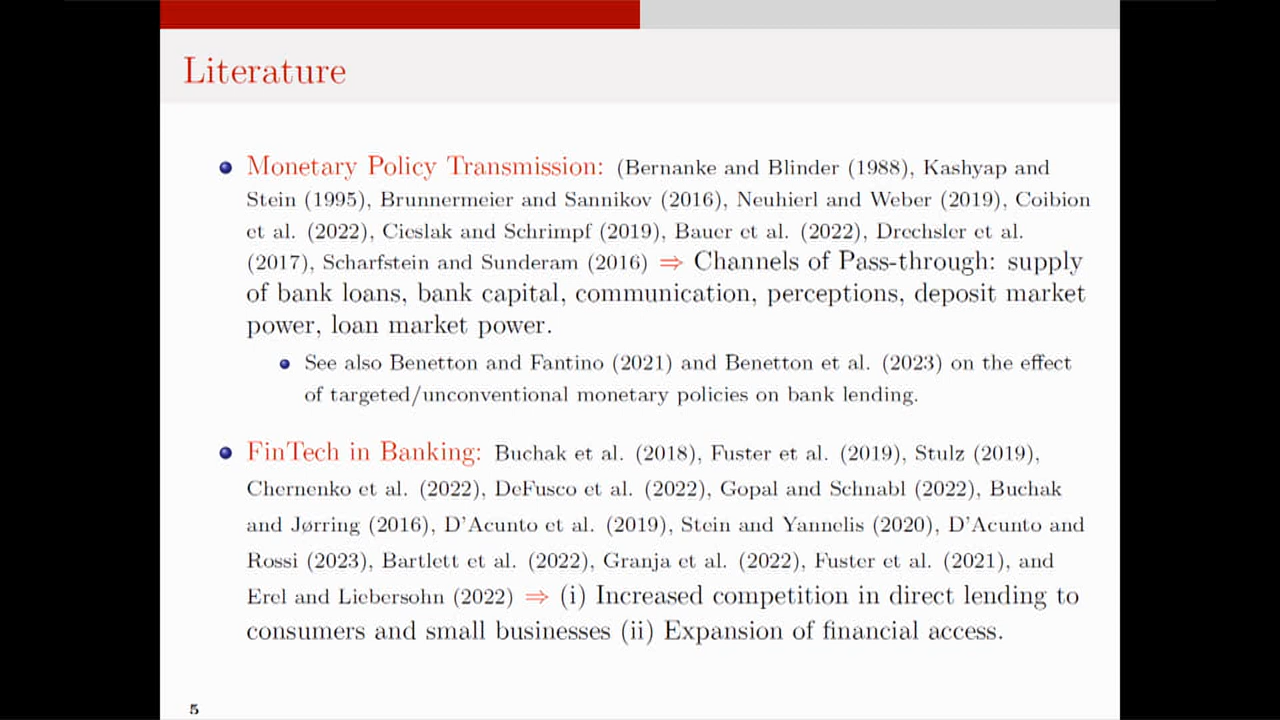 Literature
Monetary Policy Transmission: (Bernanke and Blinder (1988), Kashyap and
Stein (1995), Brunnermeier and Sannikov (2016), Neuhierl and Weber (2019), Coibion
et al. (2022), Cieslak and Schrimpf (2019), Bauer et al. (2022), Drechsler et al.
(2017), Scharfstein and Sunderam (2016) ⇒ Channels of Pass-through: supply
of bank loans, bank capital, communication, perceptions, deposit market
power, loan market power.
See also Benetton and Fantino (2021) and Benetton et al. (2023) on the effect
of targeted/unconventional monetary policies on bank lending.
FinTech in Banking: Buchak et al. (2018), Fuster et al. (2019), Stulz (2019),
Chernenko et al. (2022), DeFusco et al. (2022), Gopal and Schnabl (2022), Buchak
and Jørring (2016), D'Acunto et al. (2019), Stein and Yannelis (2020), D'Acunto and
Rossi (2023), Bartlett et al. (2022), Granja et al. (2022), Fuster et al. (2021), and
Erel and Liebersohn (2022) ⇒ (i) Increased competition in direct lending to
consumers and small businesses (ii) Expansion of financial access.
5